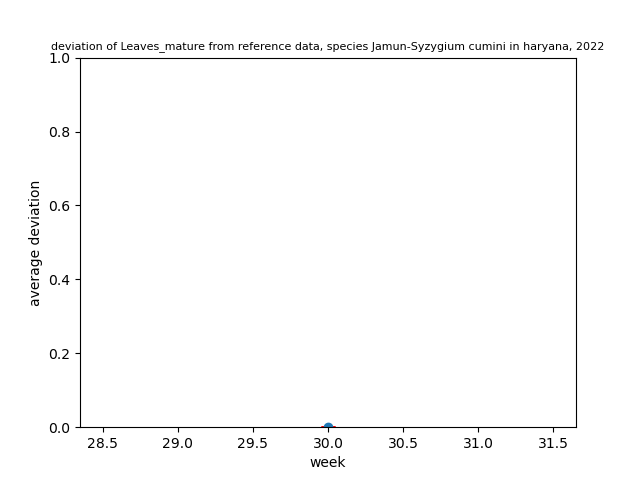 deviation of Leaves_mature from reference data, species Jamun-Syzygium cumini in haryana, 2022
1.0
0.8
0.6
0.4
0.2
0.0
average deviation
28.5 29.0 29.5 30.0 30.5 31.0 31.5
week